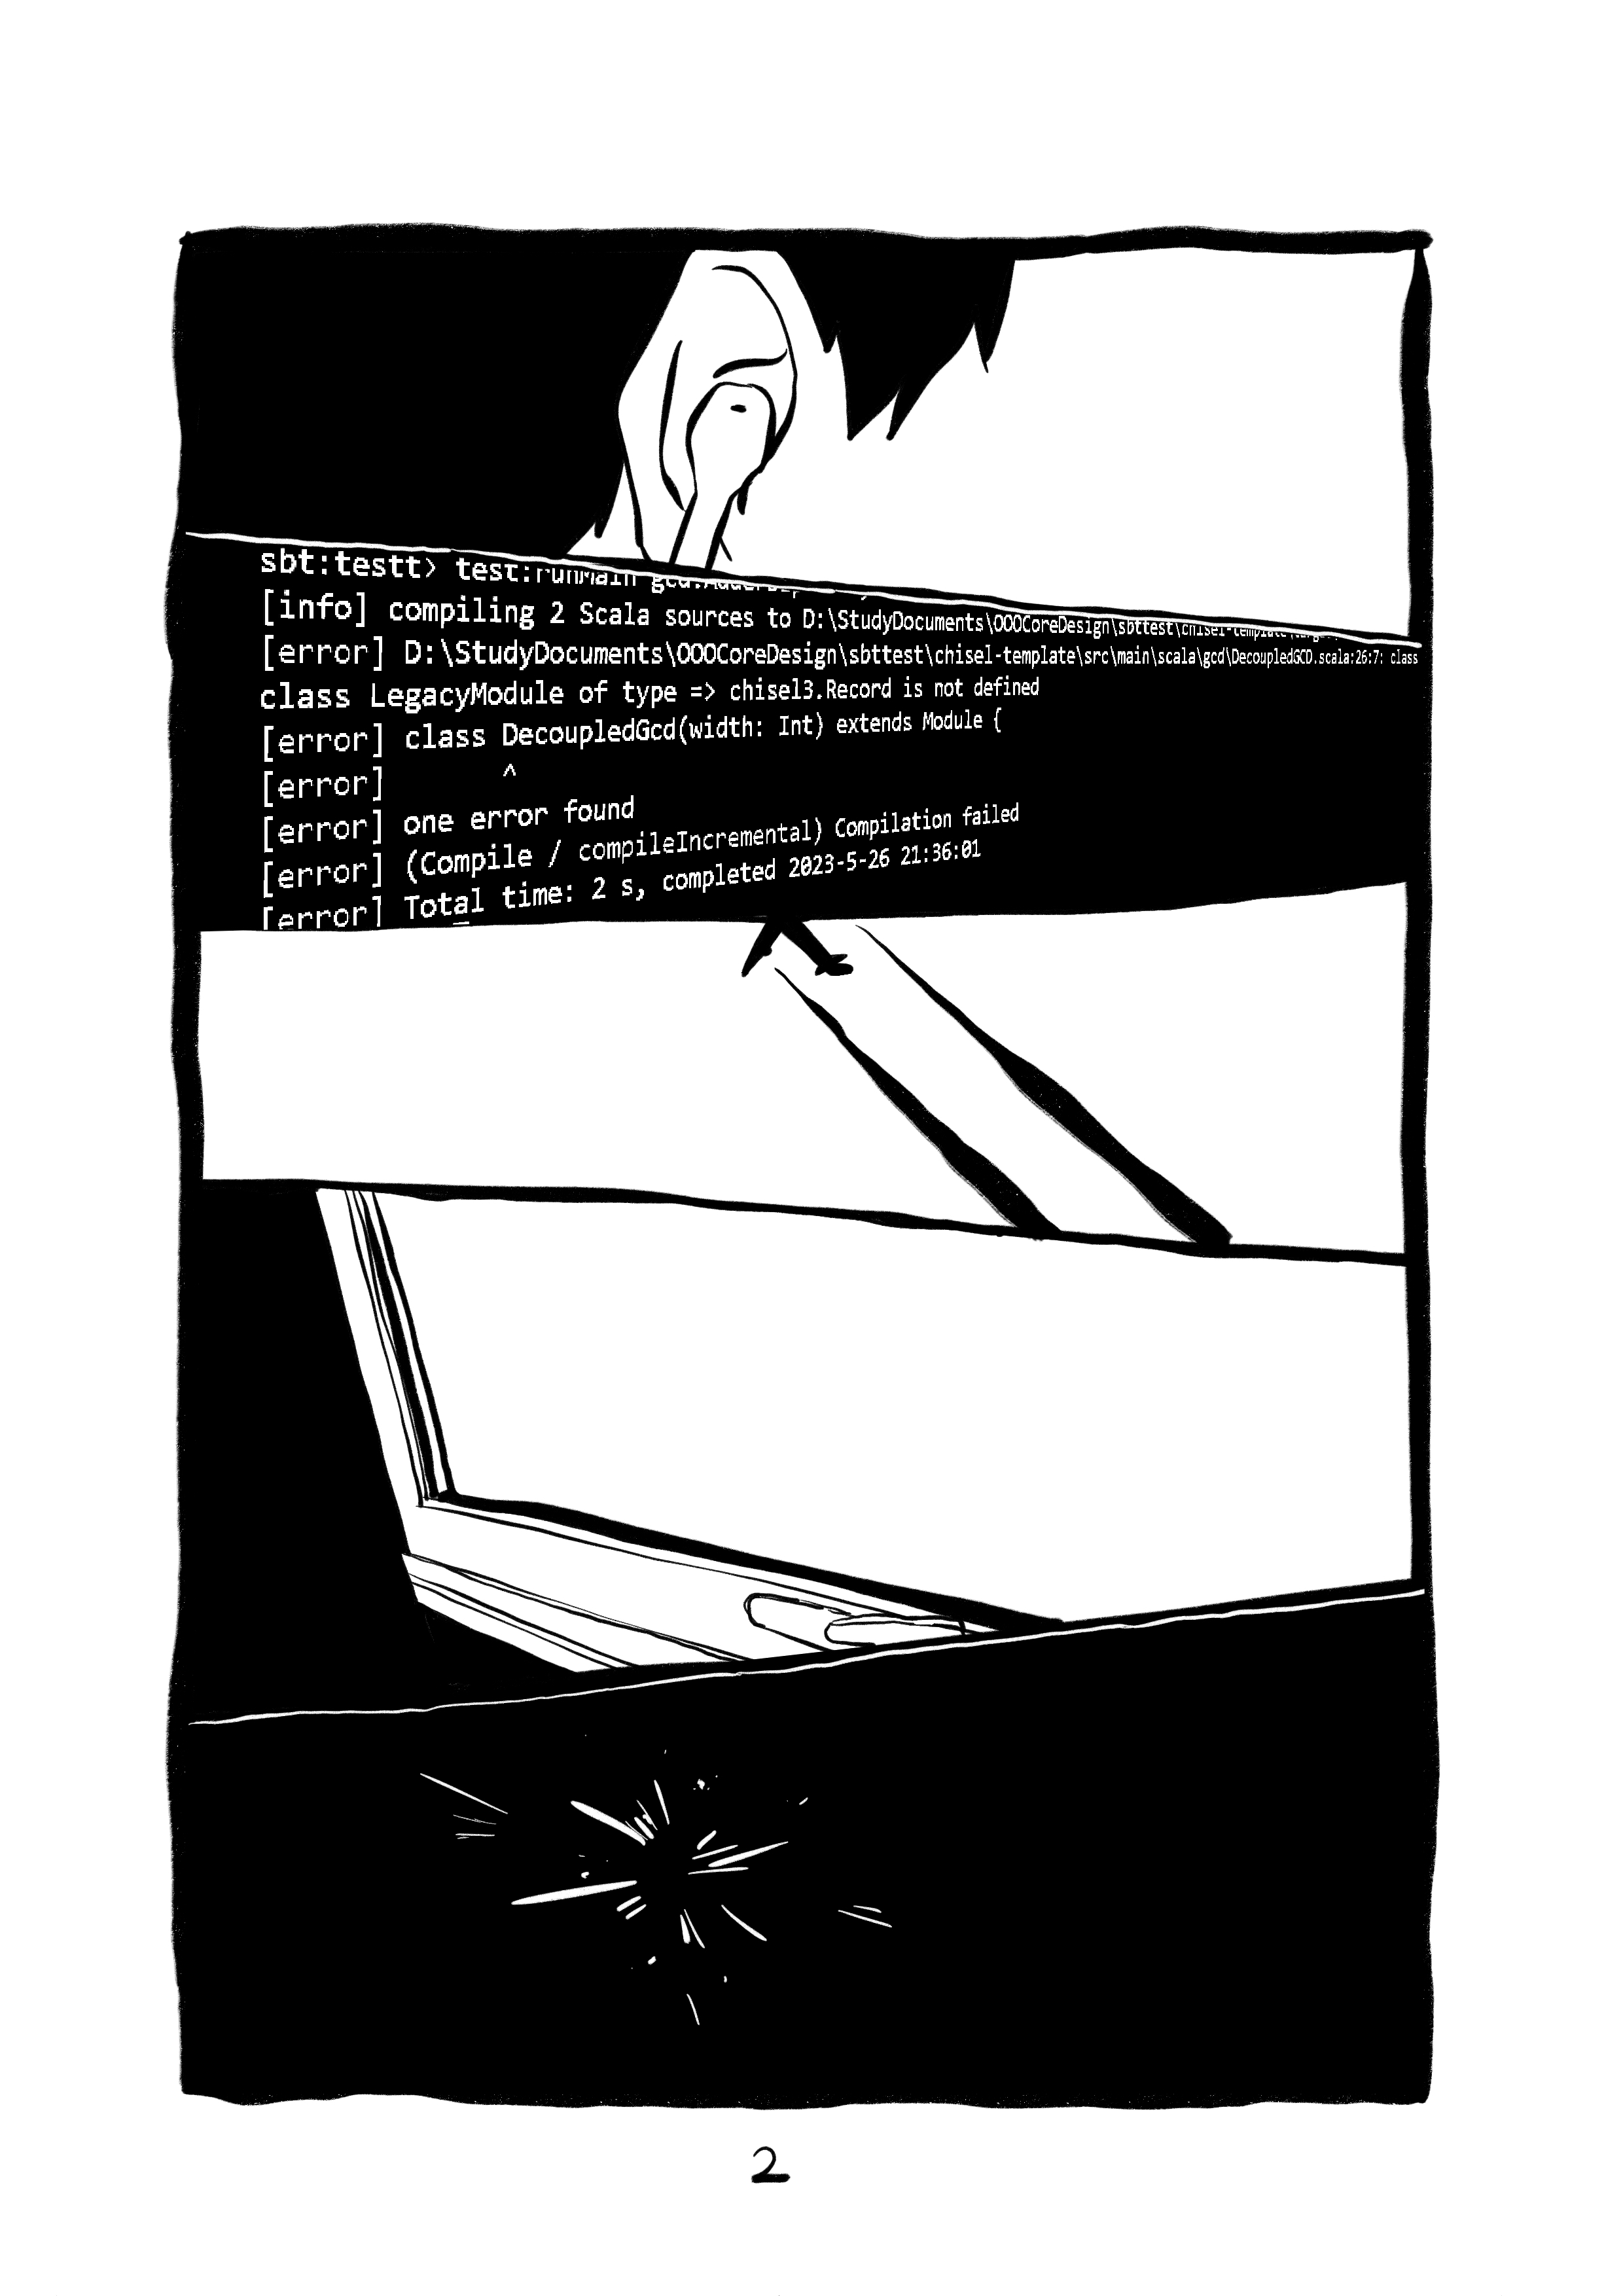 sbt:testt> test:runMain
[info] compiling 2 Scala sources to D:\StudyDocuments\OOOCoreDesign\sbttest\chisel-template\
[error] D:\StudyDocuments\OOOCoreDesign\sbttest\chisel-template\src\main\scala\gcd\DecoupledGCD.scala:26:7: class
class LegacyModule of type => chisel3.Record is not defined
[error] class DecoupledGcd(width: Int) extends Module {
[error] ^
[error] one error found
[error] (Compile / compileIncremental) Compilation failed
[error] Total time: 2 s, completed 2023-5-26 21:36:01
2